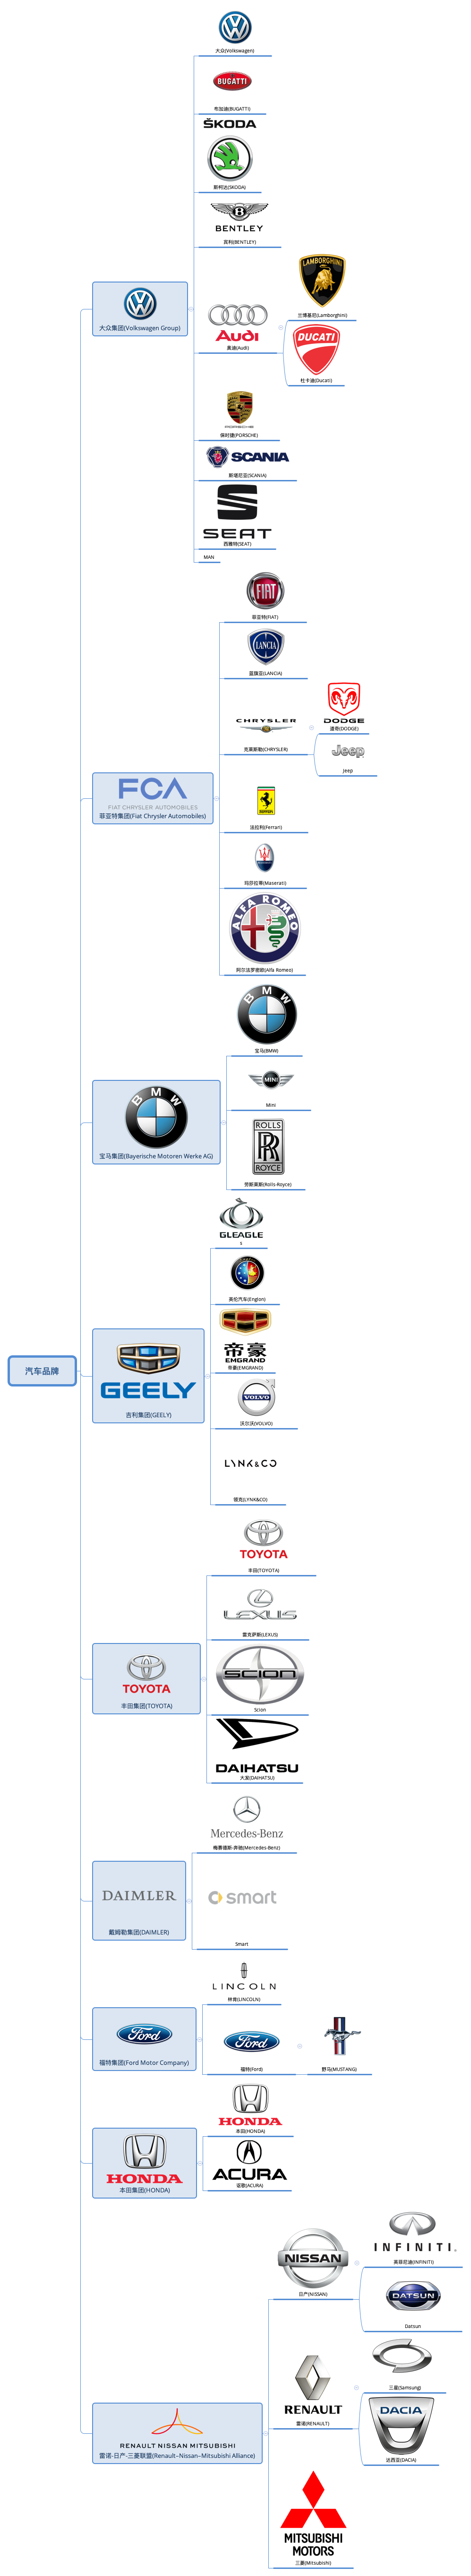 大众(Volkswagen)
BUGATTI
布加迪(BUGATTI)
ŠKODA
斯柯达(SKODA)
BENTLEY
宾利(BENTLEY)
大众集团(Volkswagen Group)
Audi
奥迪(Audi)
LAMBORGHINI
兰博基尼(Lamborghini)
DUCATI
杜卡迪(Ducati)
PORSCHE
保时捷(PORSCHE)
SCANIA
斯堪尼亚(SCANIA)
SEAT
西雅特(SEAT)
MAN
FIAT
菲亚特(FIAT)
LANCIA
蓝旗亚(LANCIA)
CHRYSLER
克莱斯勒(CHRYSLER)
DODGE
道奇(DODGE)
Jeep
Jeep
FCA
FIAT CHRYSLER AUTOMOBILES
菲亚特集团(Fiat Chrysler Automobiles)
法拉利(Ferrari)
玛莎拉蒂(Maserati)
ALFA ROMEO
阿尔法罗密欧(Alfa Romeo)
BMW
宝马(BMW)
BMW
宝马集团(Bayerische Motoren Werke AG)
MINI
Mini
ROLLS
RR
ROYCE
劳斯莱斯(Rolls-Royce)
GLEAGLE
s
英伦汽车(Englon)
帝豪
EMGRAND
帝豪(EMGRAND)
汽车品牌
GEELY
吉利集团(GEELY)
VOLVO
沃尔沃(VOLVO)
LYNK&CO
领克(LYNK&CO)
TOYOTA
丰田(TOYOTA)
LEXUS
雷克萨斯(LEXUS)
TOYOTA
丰田集团(TOYOTA)
SCION
Scion
DAIHATSU
大发(DAIHATSU)
Mercedes-Benz
梅赛德斯-奔驰(Mercedes-Benz)
DAIMLER
戴姆勒集团(DAIMLER)
smart
Smart
LINCOLN
林肯(LINCOLN)
Ford
福特集团(Ford Motor Company)
Ford
福特(Ford)
野马(MUSTANG)
HONDA
本田(HONDA)
HONDA
本田集团(HONDA)
ACURA
讴歌(ACURA)
NISSAN
日产(NISSAN)
INFINITI
英菲尼迪(INFINITI)
DATSUN
Datsun
RENAULT
雷诺(RENAULT)
三星(Samsung)
DACIA
达西亚(DACIA)
RENAULT NISSAN MITSUBISHI
雷诺-日产-三菱联盟(Renault–Nissan–Mitsubishi Alliance)
MITSUBISHI
MOTORS
三菱(Mitsubishi)